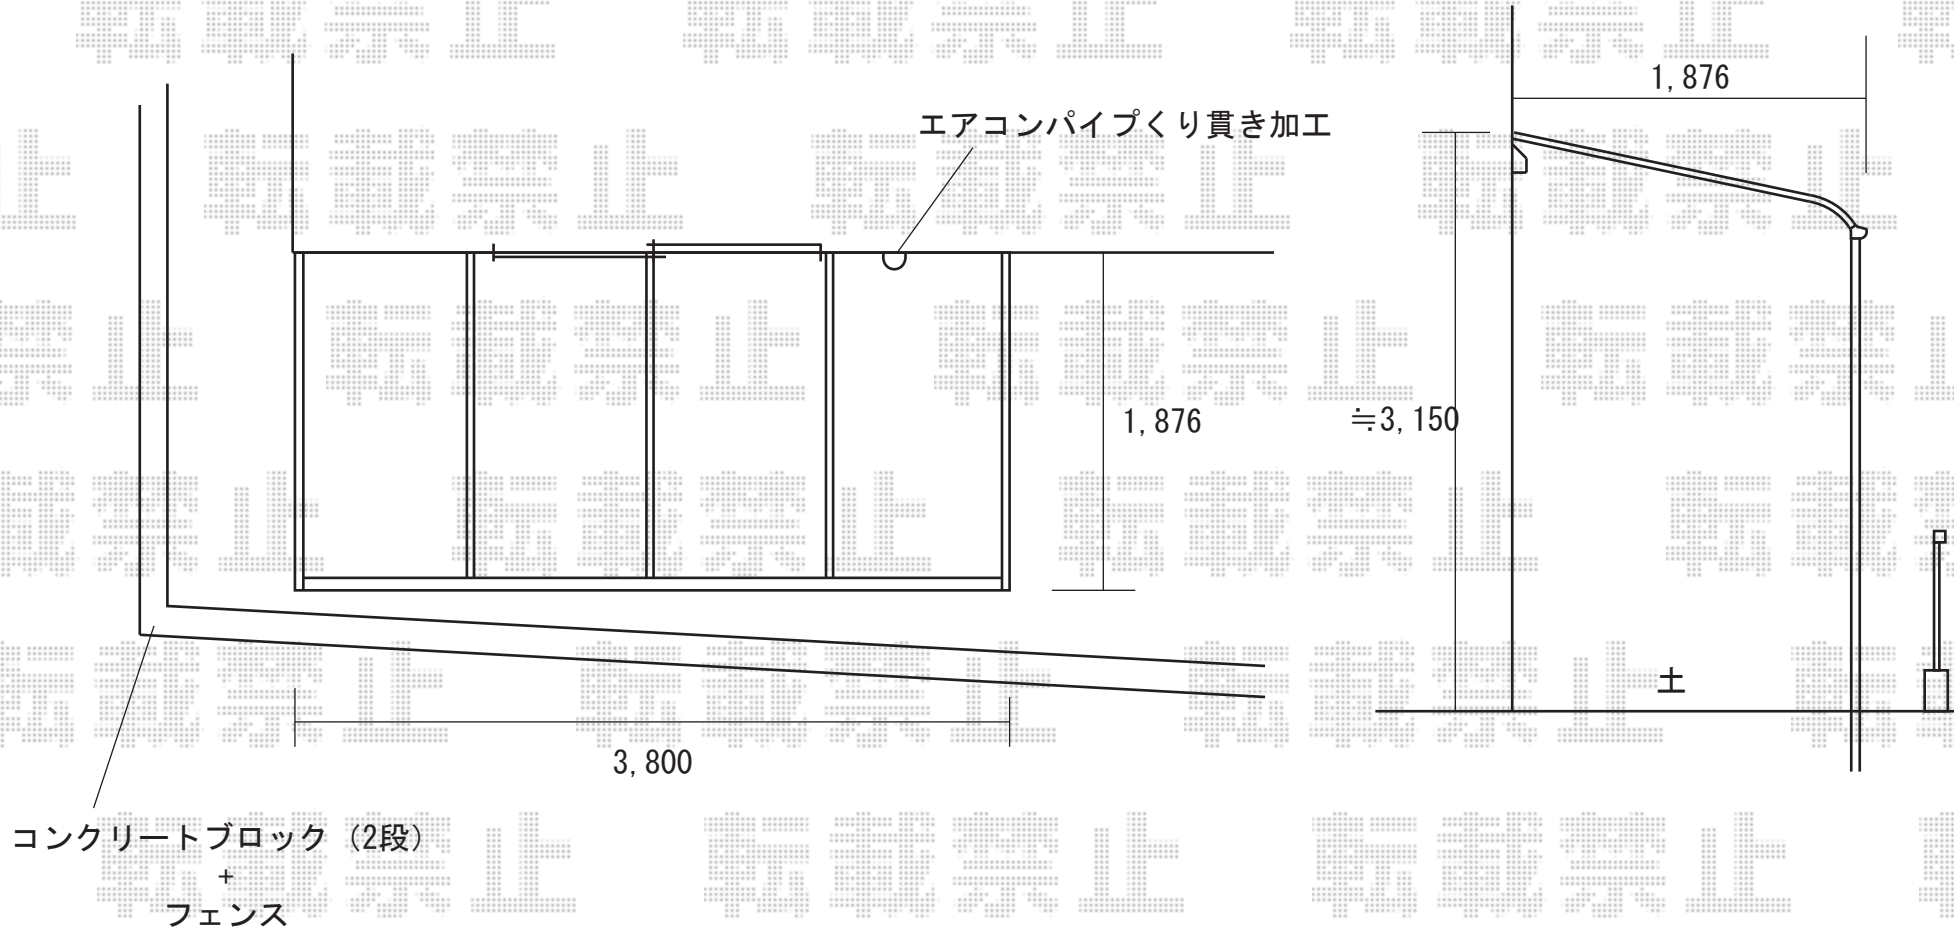 転載禁止
1,876
エアコンパイプくり貫き加工
1,876
≒3,150
土
3,800
コンクリートブロック（2段）
+
フェンス